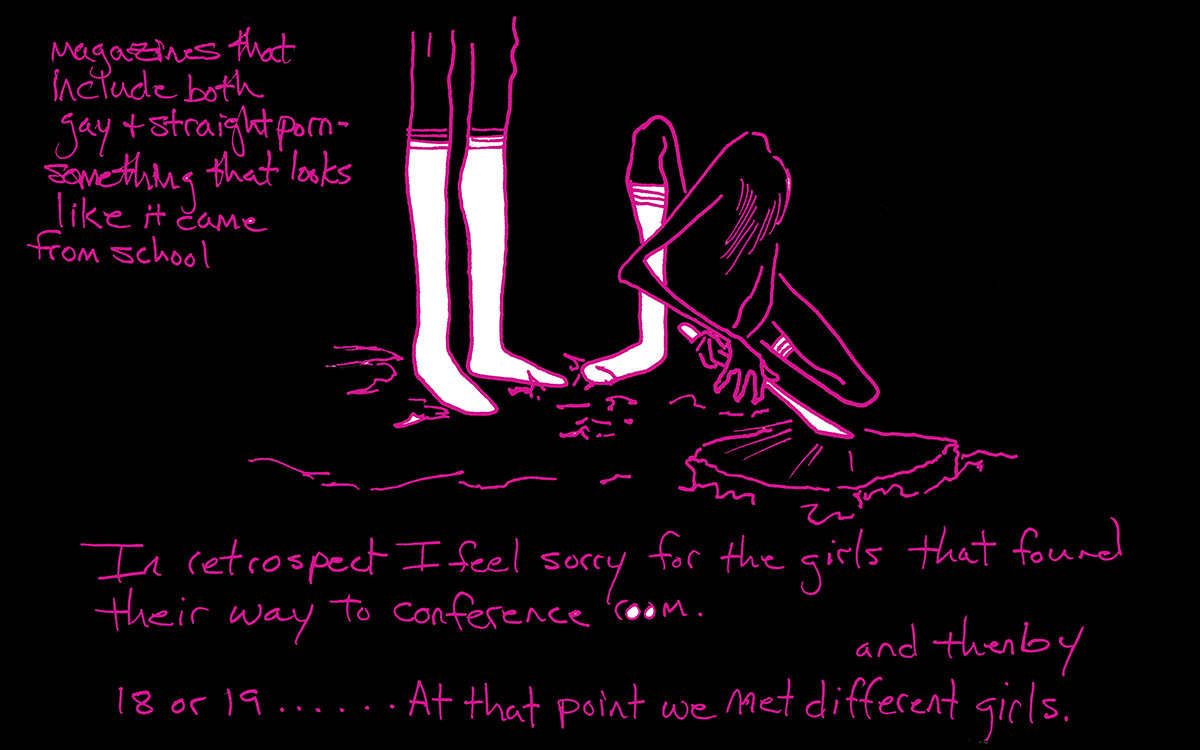 magazines that
include both
gay + straight porn-
something that looks
like it came
from school
In retrospect I feel sorry for the girls that found
their way to conference room.
and then by
18 or 19 ...... At that point we met different girls.